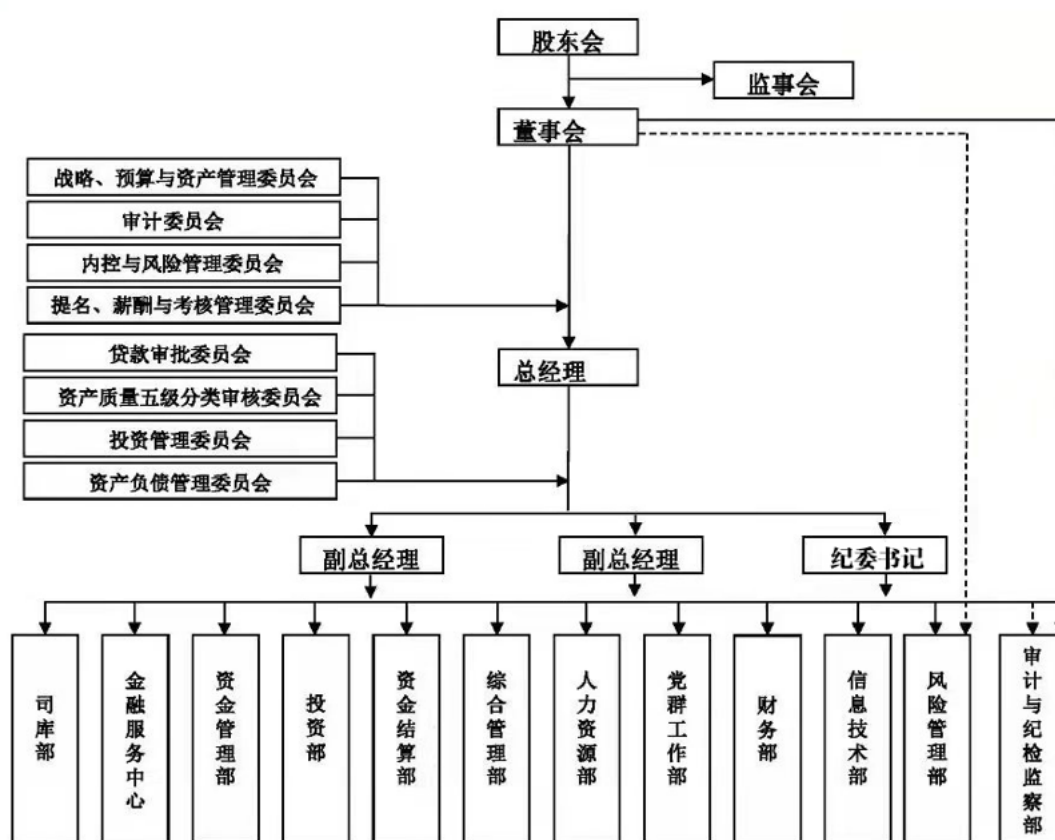 股东会
监事会
董事会
战略、预算与资产管理委员会
审计委员会
内控与风险管理委员会
提名、薪酬与考核管理委员会
贷款审批委员会
总经理
资产质量五级分类审核委员会
投资管理委员会
资产负债管理委员会
副总经理
副总经理
纪委书记
司库部
金融服务中心
资金管理部
投资部
资金结算部
综合管理部
人力资源部
党群工作部
财务部
信息技术部
风险管理部
审计与纪检监察部